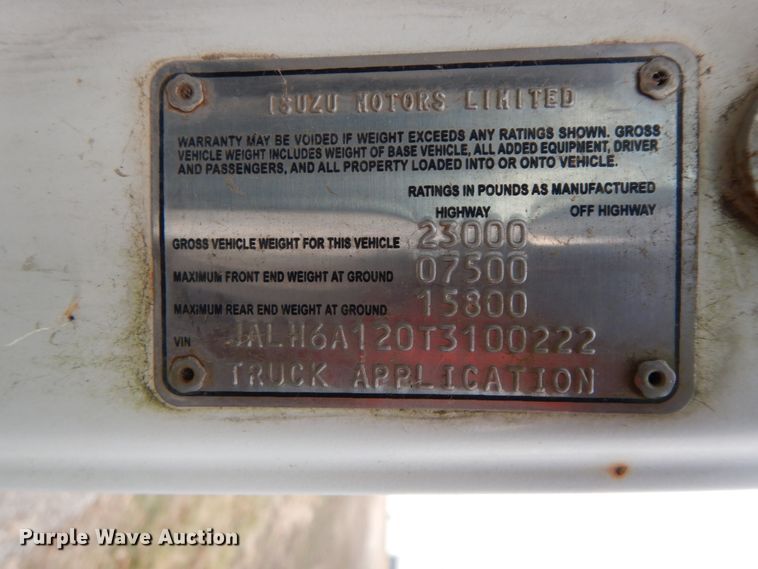 ISUZU MOTORS LIMITED
WARRANTY MAY BE VOIDED IF WEIGHT EXCEEDS ANY RATINGS SHOWN. GROSS
VEHICLE WEIGHT INCLUDES WEIGHT OF BASE VEHICLE, ALL ADDED EQUIPMENT, DRIVER
AND PASSENGERS, AND ALL PROPERTY LOADED INTO OR ONTO VEHICLE.
RATINGS IN POUNDS AS MANUFACTURED
HIGHWAY OFF HIGHWAY
GROSS VEHICLE WEIGHT FOR THIS VEHICLE 23000
MAXIMUM FRONT END WEIGHT AT GROUND 07500
MAXIMUM REAR END WEIGHT AT GROUND 15800
VIN JALH6A120T3100222
TRUCK APPLICATION
Purple Wave Auction